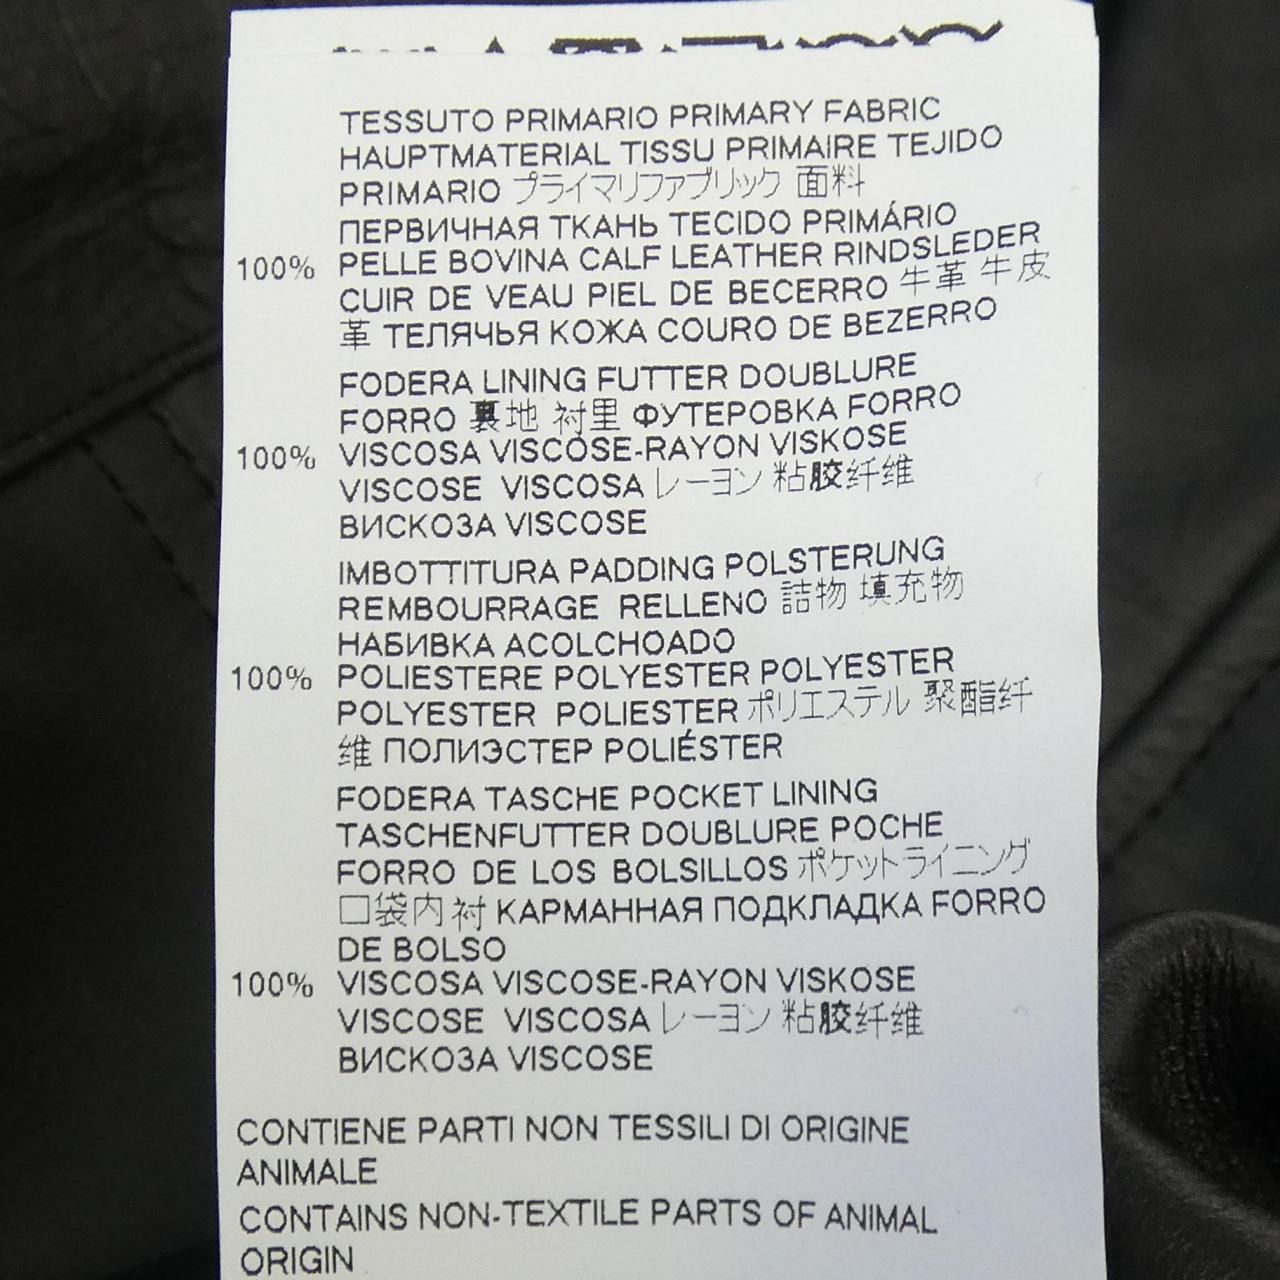 TESSUTO PRIMARIO PRIMARY FABRIC
HAUPTMATERIAL TISSU PRIMAIRE TEJIDO
PRIMARIO プライマリファブリック 面料
ПЕРВИЧНАЯ ТКАНЬ TECIDO PRIMÁRIO
100% PELLE BOVINA CALF LEATHER RINDSLEDER
CUIR DE VEAU PIEL DE BECERRO 牛革 牛皮
革 ТЕЛЯЧЬЯ КОЖА COURO DE BEZERRO
FODERA LINING FUTTER DOUBLURE
FORRO 裏地 衬里 ФУТЕРОВКА FORRO
100% VISCOSA VISCOSE-RAYON VISKOSE
VISCOSE VISCOSA レーヨン 粘胶纤维
ВИСКОЗА VISCOSE
IMBOTTITURA PADDING POLSTERUNG
REMBOURRAGE RELLENO 詰物 填充物
НАБИВКА ACOLCHOADO
100% POLIESTERE POLYESTER POLYESTER
POLYESTER POLIESTER ポリエステル 聚酯纤
维 ПОЛИЭСТЕР POLIÉSTER
FODERA TASCHE POCKET LINING
TASCHENFUTTER DOUBLURE POCHE
FORRO DE LOS BOLSILLOS ポケットライニング
口袋内衬 КАРМАННАЯ ПОДКЛАДКА FORRO
DE BOLSO
100% VISCOSA VISCOSE-RAYON VISKOSE
VISCOSE VISCOSA レーヨン 粘胶纤维
ВИСКОЗА VISCOSE
CONTIENE PARTI NON TESSILI DI ORIGINE
ANIMALE
CONTAINS NON-TEXTILE PARTS OF ANIMAL
ORIGIN